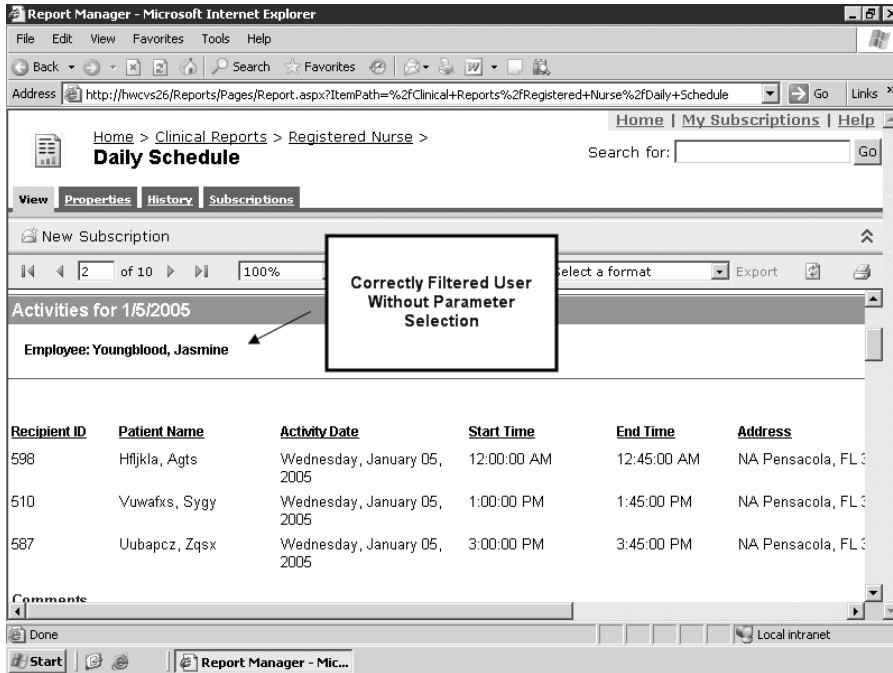 Report Manager - Microsoft Internet Explorer
File Edit View Favorites Tools Help
Back Search Favorites
Address http://hwcvs26/Reports/Pages/Report.aspx?ItemPath=%2fClinical+Reports%2fRegistered+Nurse%2fDaily+Schedule Go Links »
Home | My Subscriptions | Help
Home > Clinical Reports > Registered Nurse >
Daily Schedule
Search for: Go
View Properties History Subscriptions
New Subscription
2 of 10 100% Select a format Export
Correctly Filtered User
Without Parameter
Selection
Activities for 1/5/2005
Employee: Youngblood, Jasmine
Recipient ID Patient Name Activity Date Start Time End Time Address
598 Hfljkla, Agts Wednesday, January 05, 12:00:00 AM 12:45:00 AM NA Pensacola, FL 3
2005
510 Vuwafxs, Sygy Wednesday, January 05, 1:00:00 PM 1:45:00 PM NA Pensacola, FL 3
2005
587 Uubapcz, Zqsx Wednesday, January 05, 3:00:00 PM 3:45:00 PM NA Pensacola, FL 3
2005
Comments
Done Local intranet
Start Report Manager - Mic...